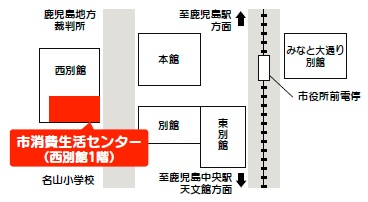 鹿児島地方
裁判所
至鹿児島駅
方面
西別館
本館
みなと大通り
別館
市役所前電停
市消費生活センター
(西別館1階)
別館
東別館
名山小学校
至鹿児島中央駅
天文館方面